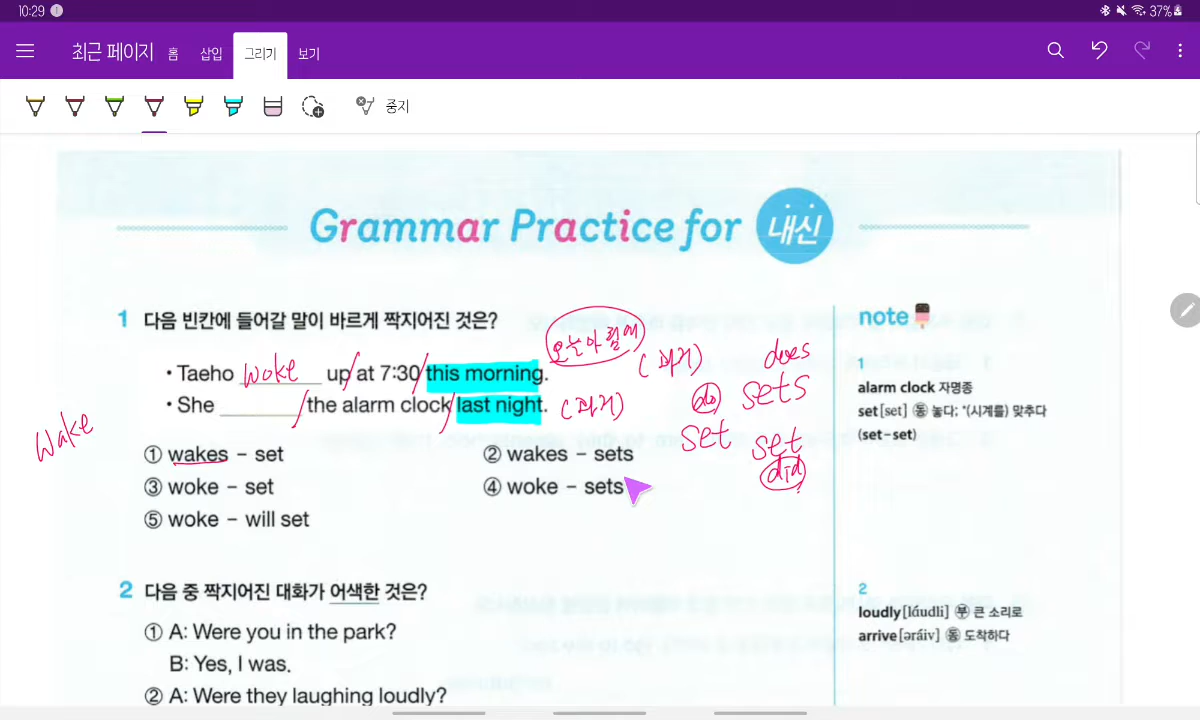 10:29
37%
최근 페이지 홈 삽입 그리기 보기
중지
Grammar Practice for 내신
1 다음 빈칸에 들어갈 말이 바르게 짝지어진 것은?
• Taeho woke up at 7:30 this morning.
오늘아침에
(과거)
• She ________ the alarm clock last night.
(과거)
wake
does
do sets
set set
did
① wakes – set
② wakes – sets
③ woke – set
④ woke – sets
⑤ woke – will set
note
1
alarm clock 자명종
set[set] 동 놓다; *(시계를) 맞추다
(set-set)
2 다음 중 짝지어진 대화가 어색한 것은?
① A: Were you in the park?
B: Yes, I was.
② A: Were they laughing loudly?
2
loudly[láudli] 부 큰 소리로
arrive[əráiv] 동 도착하다